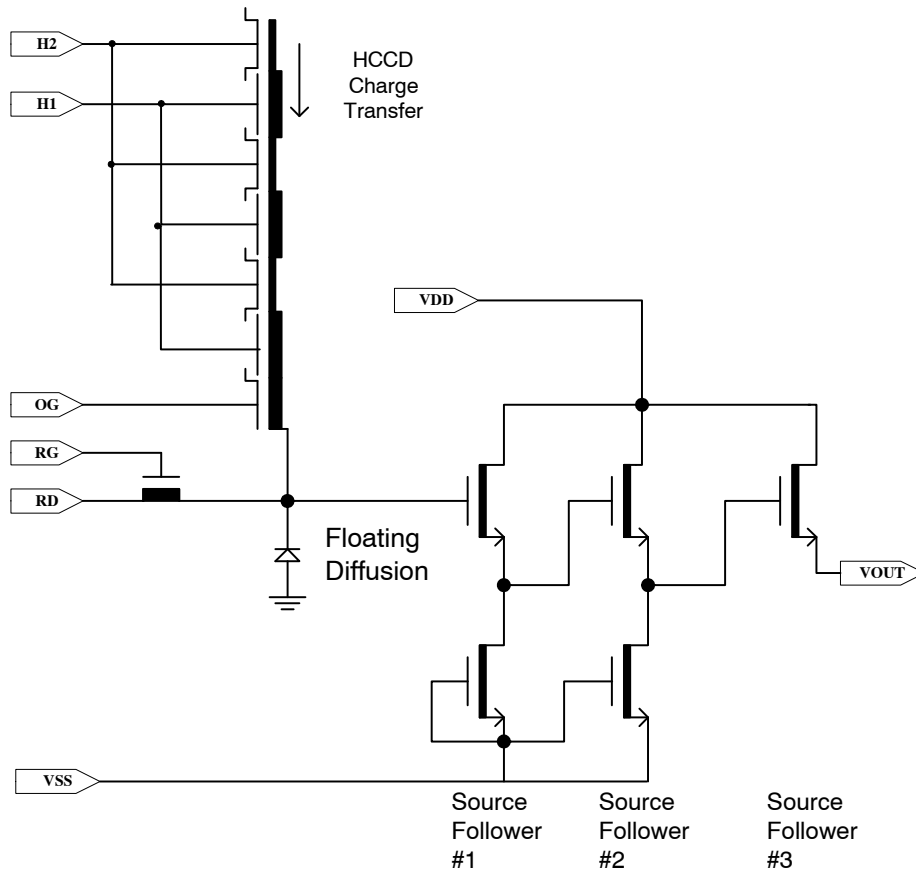 H2
HCCD
Charge
Transfer
H1
VDD
OG
RG
RD
Floating
Diffusion
VOUT
VSS
Source
Follower
#1
Source
Follower
#2
Source
Follower
#3